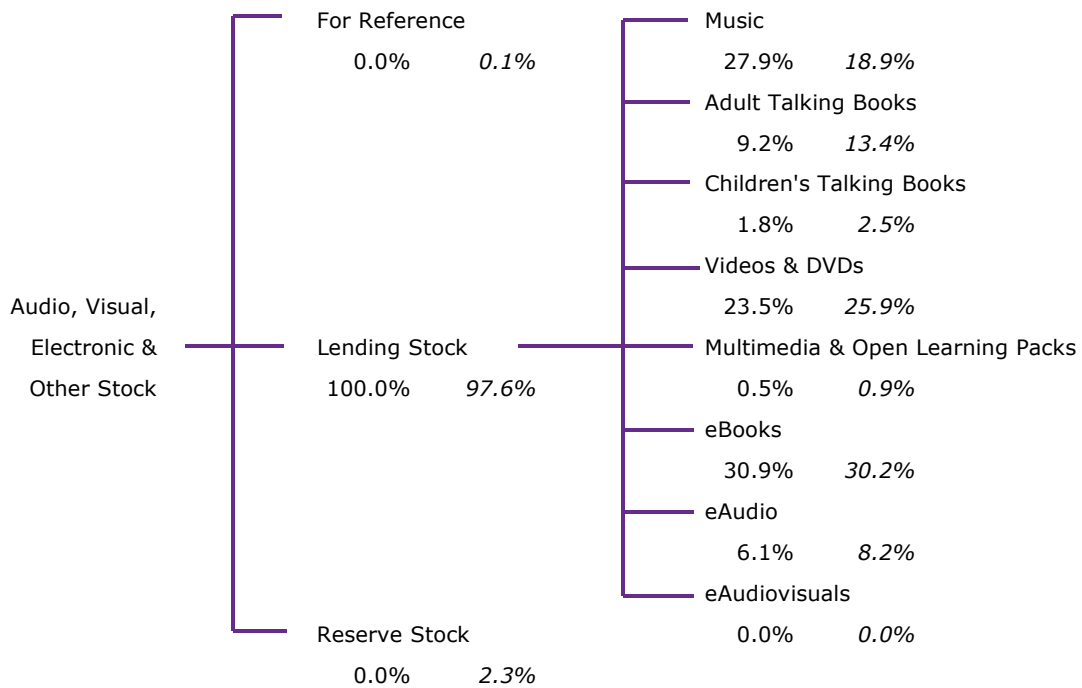 For Reference
0.0% 0.1%
Audio, Visual,
Electronic &
Other Stock
Lending Stock
100.0% 97.6%
Reserve Stock
0.0% 2.3%
Music
27.9% 18.9%
Adult Talking Books
9.2% 13.4%
Children's Talking Books
1.8% 2.5%
Videos & DVDs
23.5% 25.9%
Multimedia & Open Learning Packs
0.5% 0.9%
eBooks
30.9% 30.2%
eAudio
6.1% 8.2%
eAudiovisuals
0.0% 0.0%